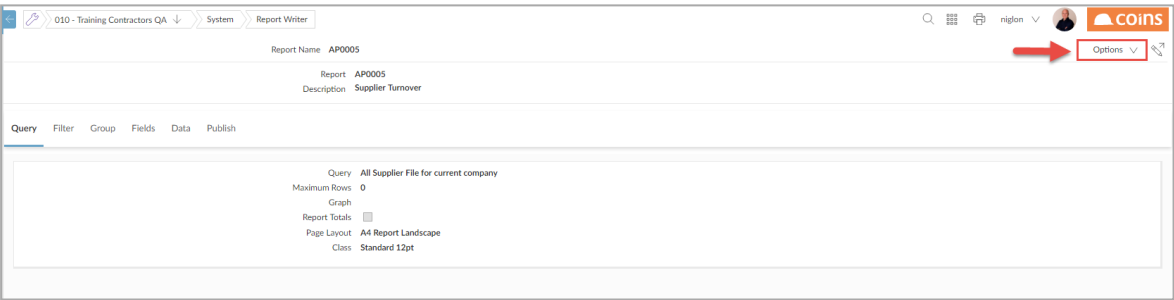 010 - Training Contractors QA System Report Writer niglon coins
Report Name AP0005 Options
Report AP0005
Description Supplier Turnover
Query Filter Group Fields Data Publish
Query All Supplier File for current company
Maximum Rows 0
Graph
Report Totals
Page Layout A4 Report Landscape
Class Standard 12pt